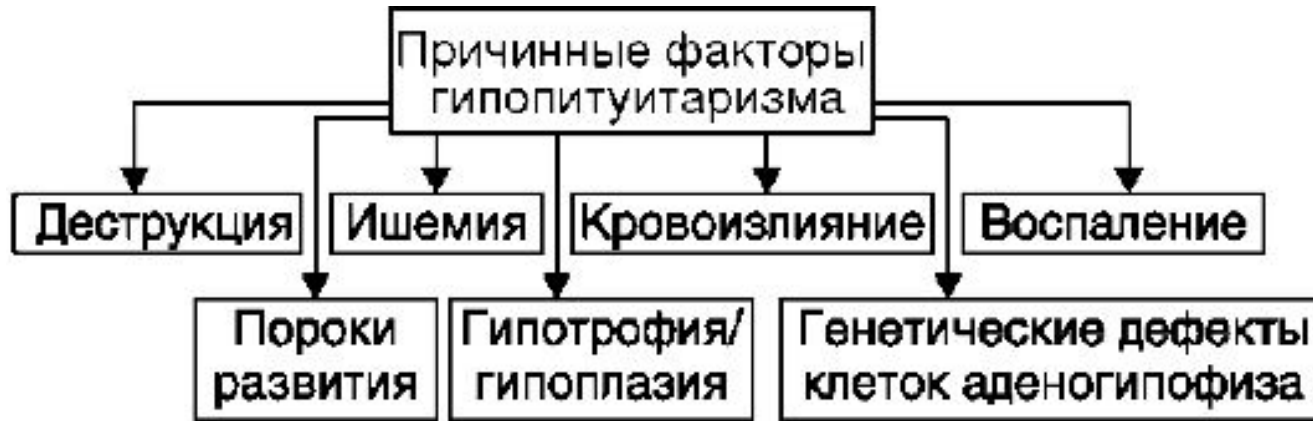 Причинные факторы
гипопитуитаризма
Деструкция
Ишемия
Кровоизлияние
Воспаление
Пороки
развития
Гипотрофия/
гипоплазия
Генетические дефекты
клеток аденогипофиза